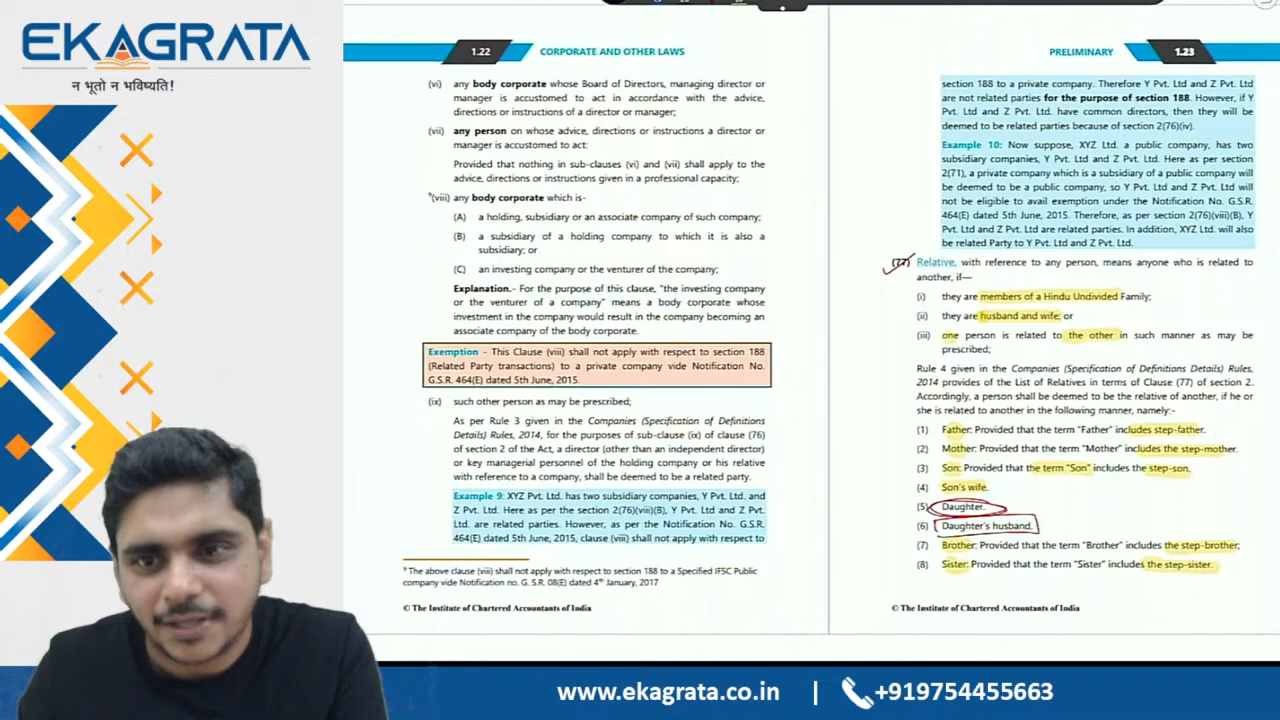 EKAGRATA
न भूतो न भविष्यति!
1.22
CORPORATE AND OTHER LAWS
(vi) any body corporate whose Board of Directors, managing director or
manager is accustomed to act in accordance with the advice,
directions or instructions of a director or manager;
(vii) any person on whose advice, directions or instructions a director or
manager is accustomed to act:
Provided that nothing in sub-clauses (vi) and (vii) shall apply to the
advice, directions or instructions given in a professional capacity;
9(viii) any body corporate which is-
(A) a holding, subsidiary or an associate company of such company;
(B) a subsidiary of a holding company to which it is also a
subsidiary; or
(C) an investing company or the venturer of the company;
Explanation.- For the purpose of this clause, "the investing company
or the venturer of a company" means a body corporate whose
investment in the company would result in the company becoming an
associate company of the body corporate.
Exemption - This Clause (viii) shall not apply with respect to section 188
(Related Party transactions) to a private company vide Notification No.
G.S.R. 464(E) dated 5th June, 2015.
(ix) such other person as may be prescribed;
As per Rule 3 given in the Companies (Specification of Definitions
Details) Rules, 2014, for the purposes of sub-clause (ix) of clause (76)
of section 2 of the Act, a director (other than an independent director)
or key managerial personnel of the holding company or his relative
with reference to a company, shall be deemed to be a related party.
Example 9: XYZ Pvt. Ltd. has two subsidiary companies, Y Pvt. Ltd. and
Z Pvt. Ltd. Here as per the section 2(76)(viii)(B), Y Pvt. Ltd and Z Pvt.
Ltd. are related parties. However, as per the Notification No. G.S.R.
464(E) dated 5th June, 2015, clause (viii) shall not apply with respect to
9 The above clause (viii) shall not apply with respect to section 188 to a Specified IFSC Public
company vide Notification no. G. S.R. 08(E) dated 4th January, 2017
© The Institute of Chartered Accountants of India
PRELIMINARY
1.23
section 188 to a private company. Therefore Y Pvt. Ltd and Z Pvt. Ltd
are not related parties for the purpose of section 188. However, if Y
Pvt. Ltd and Z Pvt. Ltd have common directors, then they will be
deemed to be related parties because of section 2(76)(iv).
Example 10: Now suppose, XYZ Ltd. a public company, has two
subsidiary companies, Y Pvt. Ltd and Z Pvt. Ltd. Here as per section
2(71), a private company which is a subsidiary of a public company will
be deemed to be a public company, so Y Pvt. Ltd and Z Pvt. Ltd will
not be eligible to avail exemption under the Notification No. G.S.R.
464(E) dated 5th June, 2015. Therefore, as per section 2(76)(viii)(B), Y
Pvt. Ltd and Z Pvt. Ltd are related parties. In addition, XYZ Ltd. will also
be related Party to Y Pvt. Ltd and Z Pvt. Ltd.
(77) Relative, with reference to any person, means anyone who is related to
another, if—
(i) they are members of a Hindu Undivided Family;
(ii) they are husband and wife; or
(iii) one person is related to the other in such manner as may be
prescribed;
Rule 4 given in the Companies (Specification of Definitions Details) Rules,
2014 provides of the List of Relatives in terms of Clause (77) of section 2.
Accordingly, a person shall be deemed to be the relative of another, if he or
she is related to another in the following manner, namely:-
(1) Father: Provided that the term "Father" includes step-father.
(2) Mother: Provided that the term "Mother" includes the step-mother.
(3) Son: Provided that the term "Son" includes the step-son.
(4) Son's wife.
(5) Daughter.
(6) Daughter's husband.
(7) Brother: Provided that the term "Brother" includes the step-brother;
(8) Sister: Provided that the term "Sister" includes the step-sister.
© The Institute of Chartered Accountants of India
www.ekagrata.co.in | +919754455663